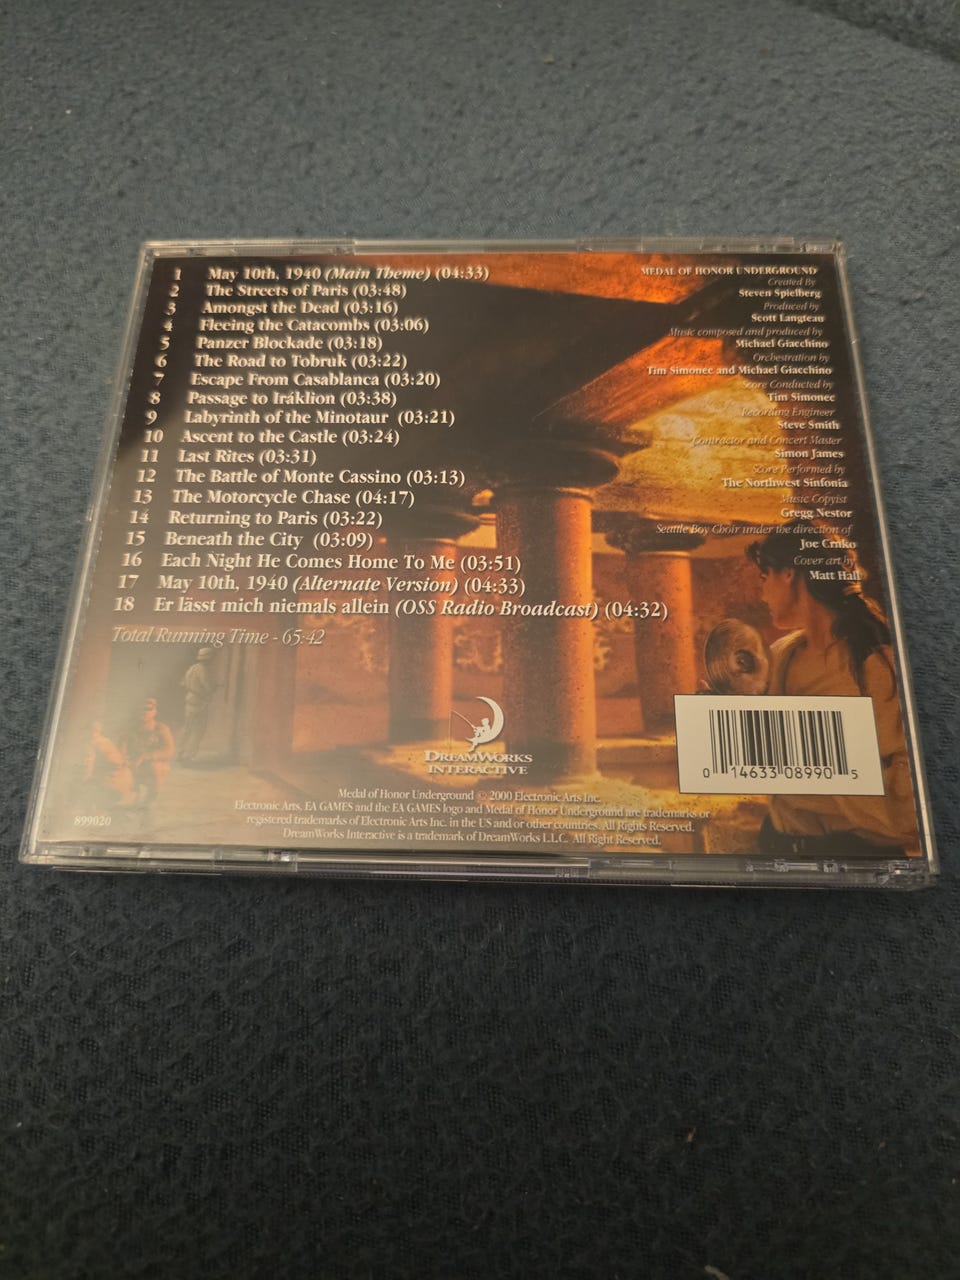 1 May 10th, 1940 (Main Theme) (04:33)
2 The Streets of Paris (03:48)
3 Amongst the Dead (03:16)
4 Fleeing the Catacombs (03:06)
5 Panzer Blockade (03:18)
6 The Road to Tobruk (03:22)
7 Escape From Casablanca (03:20)
8 Passage to Iráklion (03:38)
9 Labyrinth of the Minotaur (03:21)
10 Ascent to the Castle (03:24)
11 Last Rites (03:31)
12 The Battle of Monte Cassino (03:13)
13 The Motorcycle Chase (04:17)
14 Returning to Paris (03:22)
15 Beneath the City (03:09)
16 Each Night He Comes Home To Me (03:51)
17 May 10th, 1940 (Alternate Version) (04:33)
18 Er lässt mich niemals allein (OSS Radio Broadcast) (04:32)
Total Running Time - 65:42
MEDAL OF HONOR UNDERGROUND
Created By
Steven Spielberg
Produced by
Scott Langteau
Music composed and produced by
Michael Giacchino
Orchestration by
Tim Simonec and Michael Giacchino
Score Conducted by
Tim Simonec
Recording Engineer
Steve Smith
Contractor and Concert Master
Simon James
Score Performed by
The Northwest Sinfonia
Music Copyist
Gregg Nestor
Seattle Boy Choir under the direction of
Joe Crnko
Cover art by
Matt Hall
DREAMWORKS
INTERACTIVE
0 14633 08990 5
Medal of Honor Underground © 2000 Electronic Arts Inc.
Electronic Arts, EA GAMES and the EA GAMES logo and Medal of Honor Underground are trademarks or
registered trademarks of Electronic Arts Inc. in the US and or other countries. All Rights Reserved.
DreamWorks Interactive is a trademark of DreamWorks L.L.C. All Right Reserved.
899020